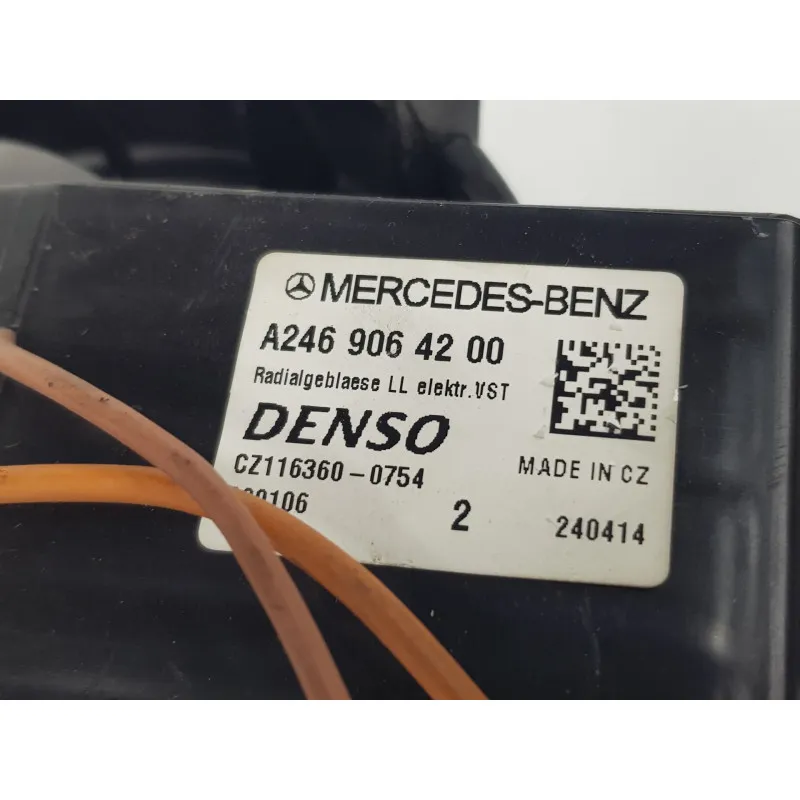 MERCEDES-BENZ
A246 906 42 00
Radialgeblaese LL elektr.VST
DENSO
MADE IN CZ
CZ116360-0754
2
240414